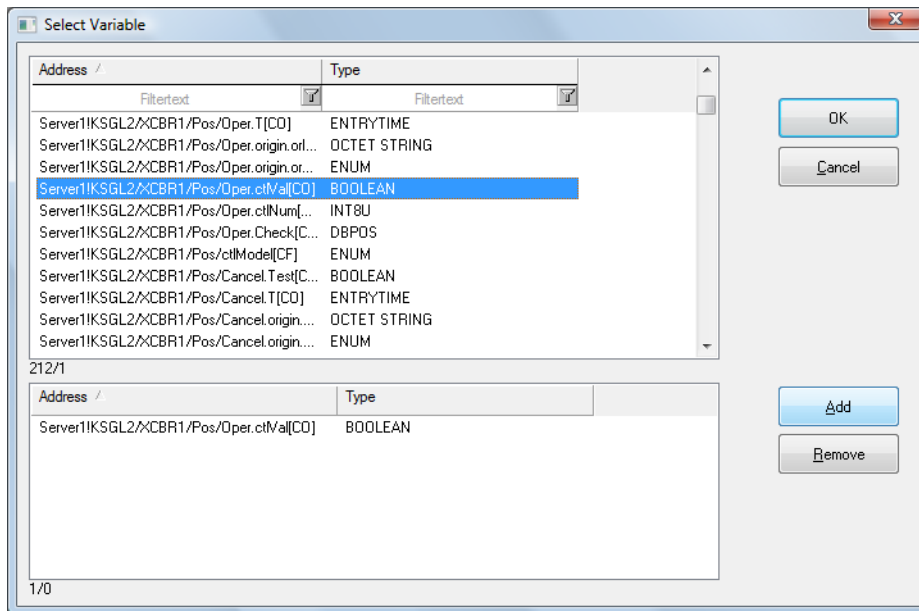 Select Variable
Address Type
Filtertext Filtertext
Server1!KSGL2/XCBR1/Pos/Oper.T[CO] ENTRYTIME
Server1!KSGL2/XCBR1/Pos/Oper.origin.orI... OCTET STRING
Server1!KSGL2/XCBR1/Pos/Oper.origin.or... ENUM
Server1!KSGL2/XCBR1/Pos/Oper.ctlVal[CO] BOOLEAN
Server1!KSGL2/XCBR1/Pos/Oper.ctlNum[... INT8U
Server1!KSGL2/XCBR1/Pos/Oper.Check[C... DBPOS
Server1!KSGL2/XCBR1/Pos/ctlModel[CF] ENUM
Server1!KSGL2/XCBR1/Pos/Cancel.Test[C... BOOLEAN
Server1!KSGL2/XCBR1/Pos/Cancel.T[CO] ENTRYTIME
Server1!KSGL2/XCBR1/Pos/Cancel.origin.... OCTET STRING
Server1!KSGL2/XCBR1/Pos/Cancel.origin.... ENUM
212/1
OK
Cancel
Address Type
Server1!KSGL2/XCBR1/Pos/Oper.ctlVal[CO] BOOLEAN
1/0
Add
Remove